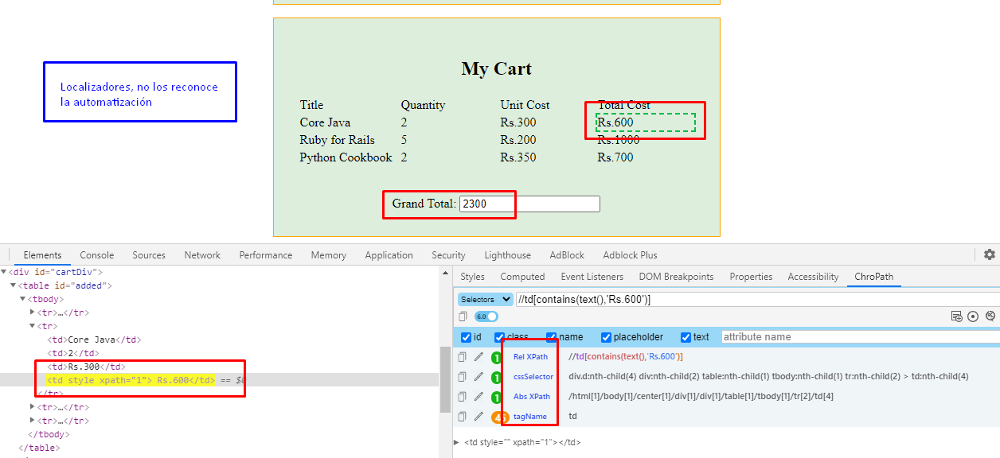 My Cart
Localizadores, no los reconoce
la automatización
Title Quantity Unit Cost Total Cost
Core Java 2 Rs.300 Rs.600
Ruby for Rails 5 Rs.200 Rs.1000
Python Cookbook 2 Rs.350 Rs.700
Grand Total: 2300
Elements Console Sources Network Performance Memory Application Security Lighthouse AdBlock Adblock Plus
▼<div id="cartDiv">
▼<table id="added">
▼<tbody>
▶<tr>…</tr>
▼<tr>
<td>Core Java</td>
<td>2</td>
<td>Rs.300</td>
<td style xpath="1"> Rs.600</td> == $0
</tr>
▶<tr>…</tr>
▶<tr>…</tr>
</tbody>
</table>
Styles Computed Event Listeners DOM Breakpoints Properties Accessibility ChroPath
Selectors //td[contains(text(),'Rs.600')]
6.0
id class name placeholder text attribute name
1 Rel XPath //td[contains(text(),'Rs.600')]
1 cssSelector div.d:nth-child(4) div:nth-child(2) table:nth-child(1) tbody:nth-child(1) tr:nth-child(2) > td:nth-child(4)
1 Abs XPath /html[1]/body[1]/center[1]/div[1]/div[1]/table[1]/tbody[1]/tr[2]/td[4]
tagName td
▶ <td style="" xpath="1"></td>